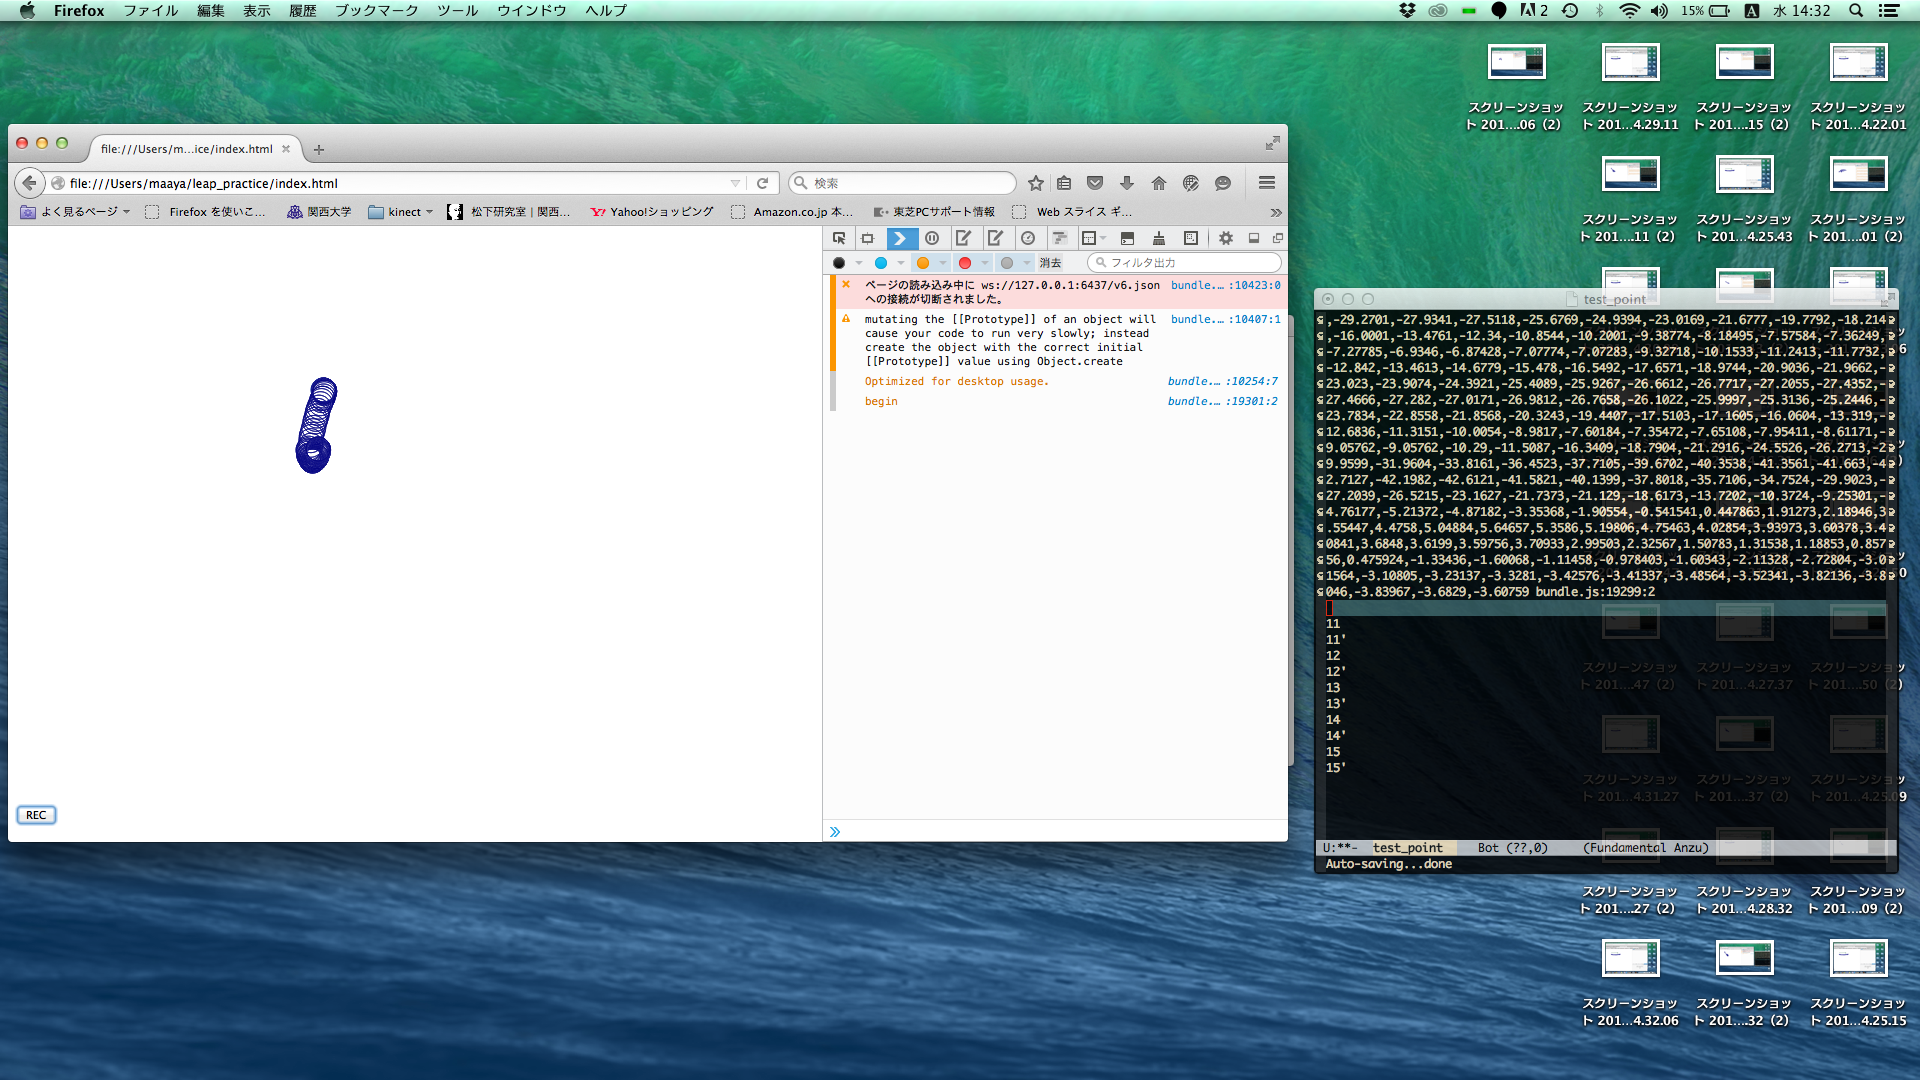 Firefox ファイル 編集 表示 履歴 ブックマーク ツール ウインドウ ヘルプ
2 15% A 水 14:32
file:///Users/m...ice/index.html
file:///Users/maaya/leap_practice/index.html
検索
よく見るページ Firefox を使いこ... 関西大学 kinect 松下研究室 | 関西... Yahoo!ショッピング Amazon.co.jp 本... 東芝PCサポート情報 Web スライス ギ...
消去 フィルタ出力
ページの読み込み中に ws://127.0.0.1:6437/v6.json bundle.... :10423:0
への接続が切断されました。
mutating the [[Prototype]] of an object will bundle.... :10407:1
cause your code to run very slowly; instead
create the object with the correct initial
[[Prototype]] value using Object.create
Optimized for desktop usage. bundle.... :10254:7
begin bundle.... :19301:2
REC
スクリーンショッ スクリーンショッ スクリーンショッ スクリーンショッ
ト 201....06（2） ト 201...4.29.11 ト 201....15（2） ト 201...4.22.01
スクリーンショッ スクリーンショッ スクリーンショッ
ト 201....11（2） ト 201...4.25.43 ト 201....01（2）
test_point
,-29.2701,-27.9341,-27.5118,-25.6769,-24.9394,-23.0169,-21.6777,-19.7792,-18.214
,-16.0001,-13.4761,-12.34,-10.8544,-10.2001,-9.38774,-8.18495,-7.57584,-7.36249,
-7.27785,-6.9346,-6.87428,-7.07774,-7.07283,-9.32718,-10.1533,-11.2413,-11.7732,
-12.842,-13.4613,-14.6779,-15.478,-16.5492,-17.6571,-18.9744,-20.9036,-21.9662,-
23.023,-23.9074,-24.3921,-25.4089,-25.9267,-26.6612,-26.7717,-27.2055,-27.4352,-
27.4666,-27.282,-27.0171,-26.9812,-26.7658,-26.1022,-25.9997,-25.3136,-25.2446,-
23.7834,-22.8558,-21.8568,-20.3243,-19.4407,-17.5103,-17.1605,-16.0604,-13.319,-
12.6836,-11.3151,-10.0054,-8.9817,-7.60184,-7.35472,-7.65108,-7.95411,-8.61171,-
9.05762,-9.05762,-10.29,-11.5087,-16.3409,-18.7904,-21.2916,-24.5526,-26.2713,-2
9.9599,-31.9604,-33.8161,-36.4523,-37.7105,-39.6702,-40.3538,-41.3561,-41.663,-4
2.7127,-42.1982,-42.6121,-41.5821,-40.1399,-37.8018,-35.7106,-34.7524,-29.9023,-
27.2039,-26.5215,-23.1627,-21.7373,-21.129,-18.6173,-13.7202,-10.3724,-9.25301,-
4.76177,-5.21372,-4.87182,-3.35368,-1.90554,-0.541541,0.447863,1.91273,2.18946,3
.55447,4.4758,5.04884,5.64657,5.3586,5.19806,4.75463,4.02854,3.93973,3.60378,3.4
0841,3.6848,3.6199,3.59756,3.70933,2.99503,2.32567,1.50783,1.31538,1.18853,0.857
56,0.475924,-1.33436,-1.60068,-1.11458,-0.978403,-1.60343,-2.11328,-2.72804,-3.0
1564,-3.10805,-3.23137,-3.3281,-3.42576,-3.41337,-3.48564,-3.52341,-3.82136,-3.8
046,-3.83967,-3.6829,-3.60759 bundle.js:19299:2
11
11'
12
12'
13
13'
14
14'
15
15'
U:**- test_point Bot (??,0) (Fundamental Anzu)
Auto-saving...done
スクリーンショッ スクリーンショッ スクリーンショッ
ト 201....47（2） ト 201...4.27.37 ト 201....50（2）
スクリーンショッ スクリーンショッ スクリーンショッ
ト 201...4.31.27 ト 201....37（2） ト 201...4.25.09
スクリーンショッ スクリーンショッ スクリーンショッ
ト 201....27（2） ト 201...4.28.32 ト 201....09（2）
スクリーンショッ スクリーンショッ スクリーンショッ
ト 201...4.32.06 ト 201....32（2） ト 201...4.25.15